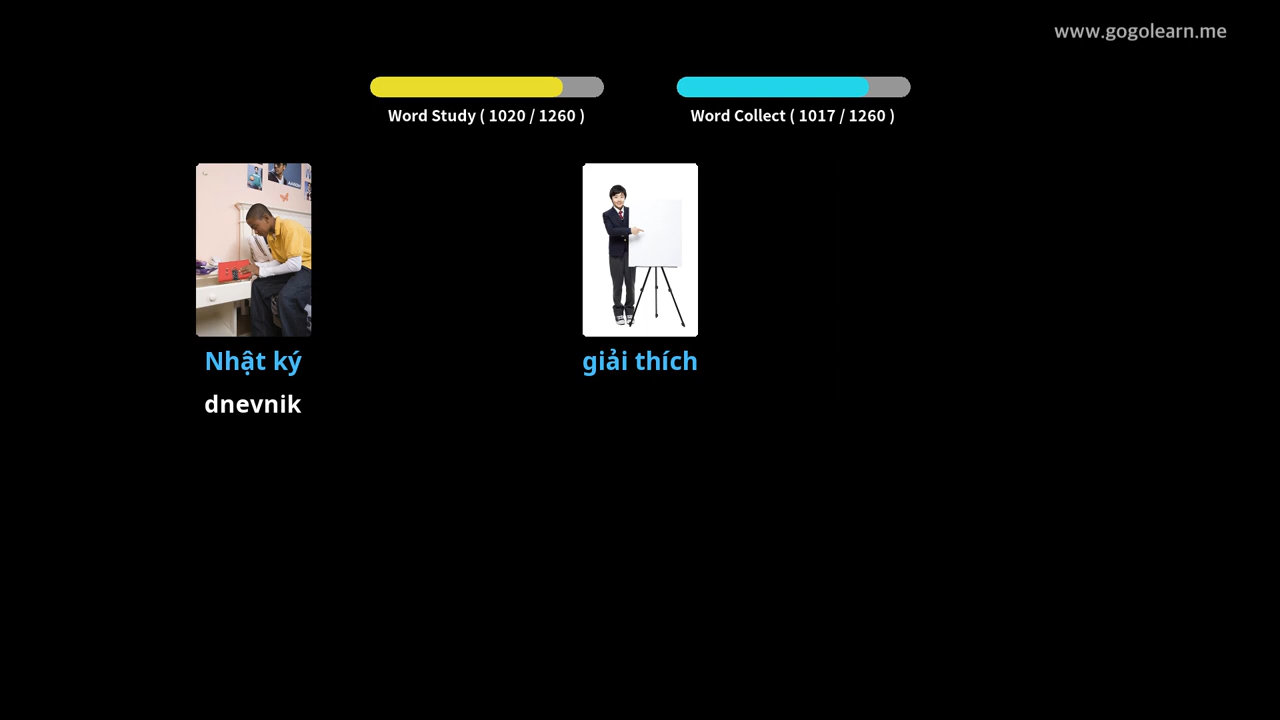 www.gogolearn.me
Word Study ( 1020 / 1260 )
Word Collect ( 1017 / 1260 )
Nhật ký
giải thích
dnevnik